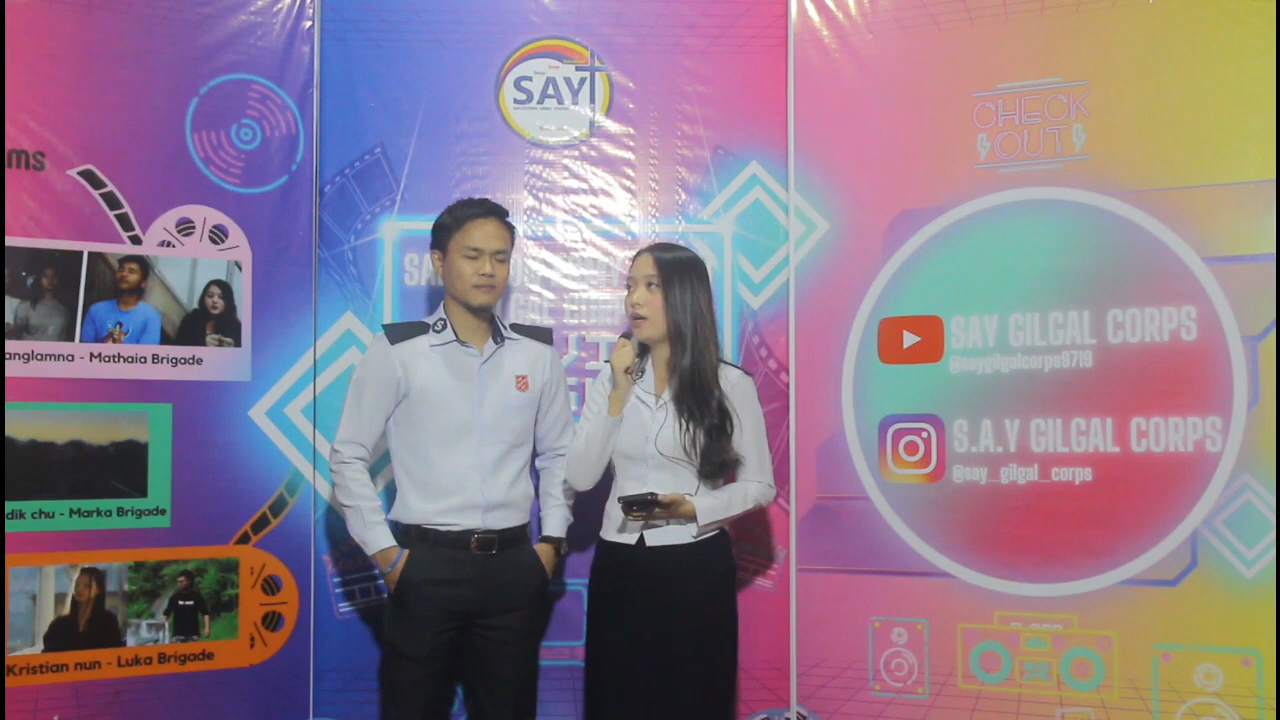 ms
anglamna - Mathaia Brigade
dik chu - Marka Brigade
Kristian nun - Luka Brigade
SAY
CHECK
OUT
SAY GILGAL CORPS
@saygilgalcorps9719
S.A.Y GILGAL CORPS
@say_gilgal_corps
S